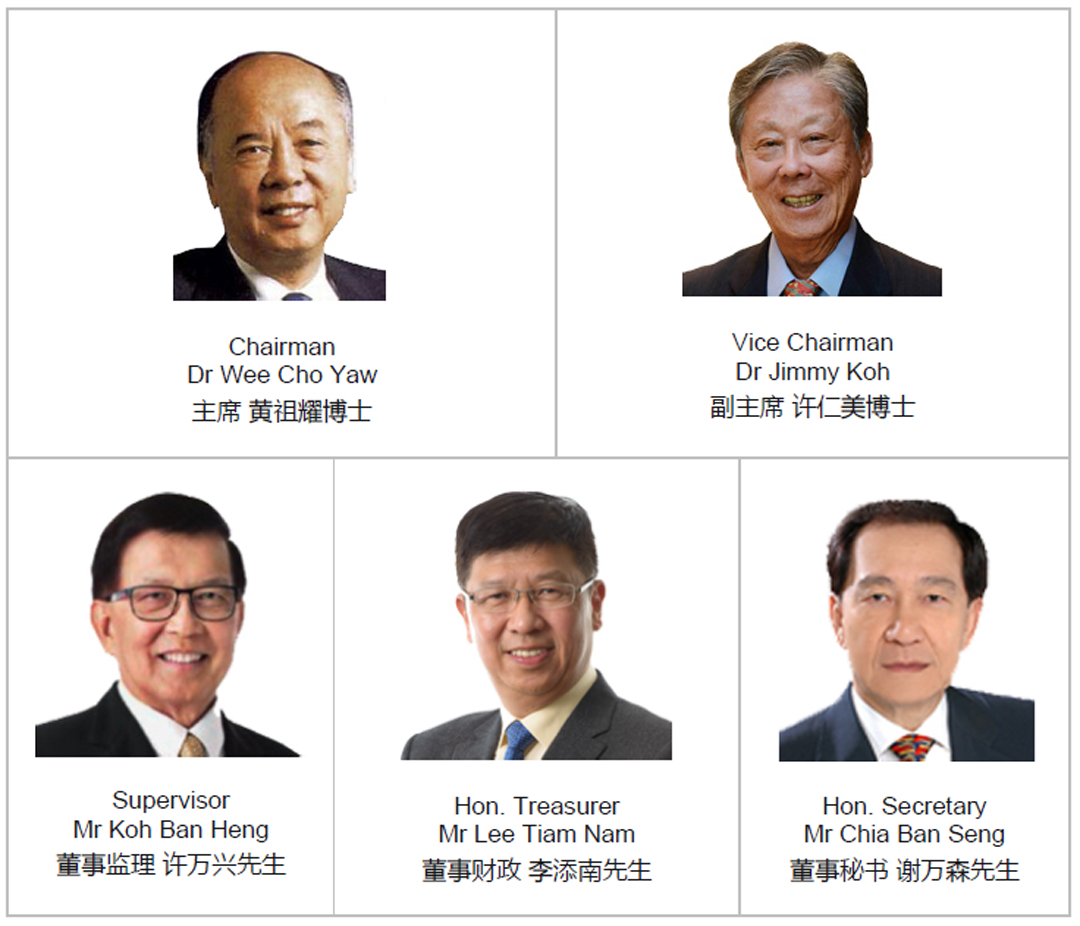 Chairman
Dr Wee Cho Yaw
主席 黄祖耀博士
Vice Chairman
Dr Jimmy Koh
副主席 许仁美博士
Supervisor
Mr Koh Ban Heng
董事监理 许万兴先生
Hon. Treasurer
Mr Lee Tiam Nam
董事财政 李添南先生
Hon. Secretary
Mr Chia Ban Seng
董事秘书 谢万森先生